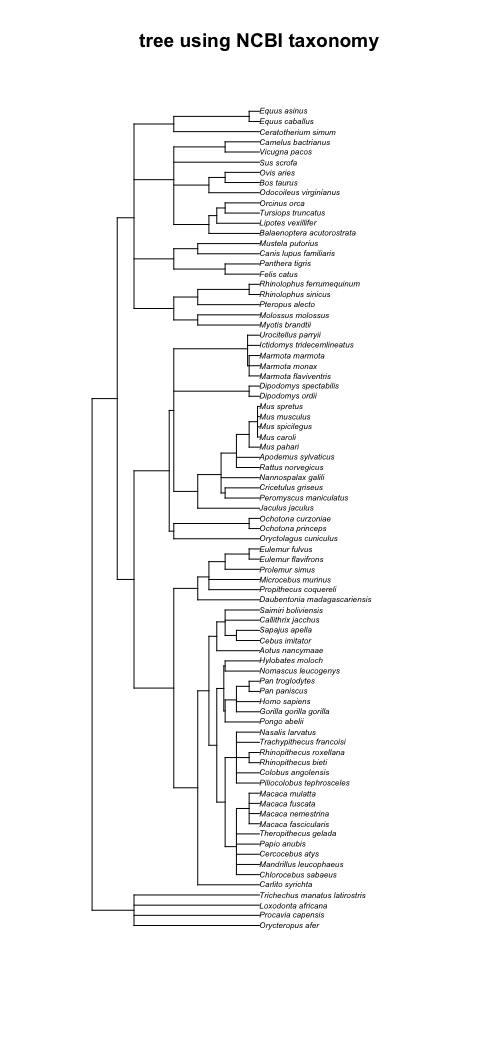 tree using NCBI taxonomy
Equus asinus
Equus caballus
Ceratotherium simum
Camelus bactrianus
Vicugna pacos
Sus scrofa
Ovis aries
Bos taurus
Odocoileus virginianus
Orcinus orca
Tursiops truncatus
Lipotes vexillifer
Balaenoptera acutorostrata
Mustela putorius
Canis lupus familiaris
Panthera tigris
Felis catus
Rhinolophus ferrumequinum
Rhinolophus sinicus
Pteropus alecto
Molossus molossus
Myotis brandtii
Urocitellus parryii
Ictidomys tridecemlineatus
Marmota marmota
Marmota monax
Marmota flaviventris
Dipodomys spectabilis
Dipodomys ordii
Mus spretus
Mus musculus
Mus spicilegus
Mus caroli
Mus pahari
Apodemus sylvaticus
Rattus norvegicus
Nannospalax galili
Cricetulus griseus
Peromyscus maniculatus
Jaculus jaculus
Ochotona curzoniae
Ochotona princeps
Oryctolagus cuniculus
Eulemur fulvus
Eulemur flavifrons
Prolemur simus
Microcebus murinus
Propithecus coquereli
Daubentonia madagascariensis
Saimiri boliviensis
Callithrix jacchus
Sapajus apella
Cebus imitator
Aotus nancymaae
Hylobates moloch
Nomascus leucogenys
Pan troglodytes
Pan paniscus
Homo sapiens
Gorilla gorilla gorilla
Pongo abelii
Nasalis larvatus
Trachypithecus francoisi
Rhinopithecus roxellana
Rhinopithecus bieti
Colobus angolensis
Piliocolobus tephrosceles
Macaca mulatta
Macaca fuscata
Macaca nemestrina
Macaca fascicularis
Theropithecus gelada
Papio anubis
Cercocebus atys
Mandrillus leucophaeus
Chlorocebus sabaeus
Carlito syrichta
Trichechus manatus latirostris
Loxodonta africana
Procavia capensis
Orycteropus afer